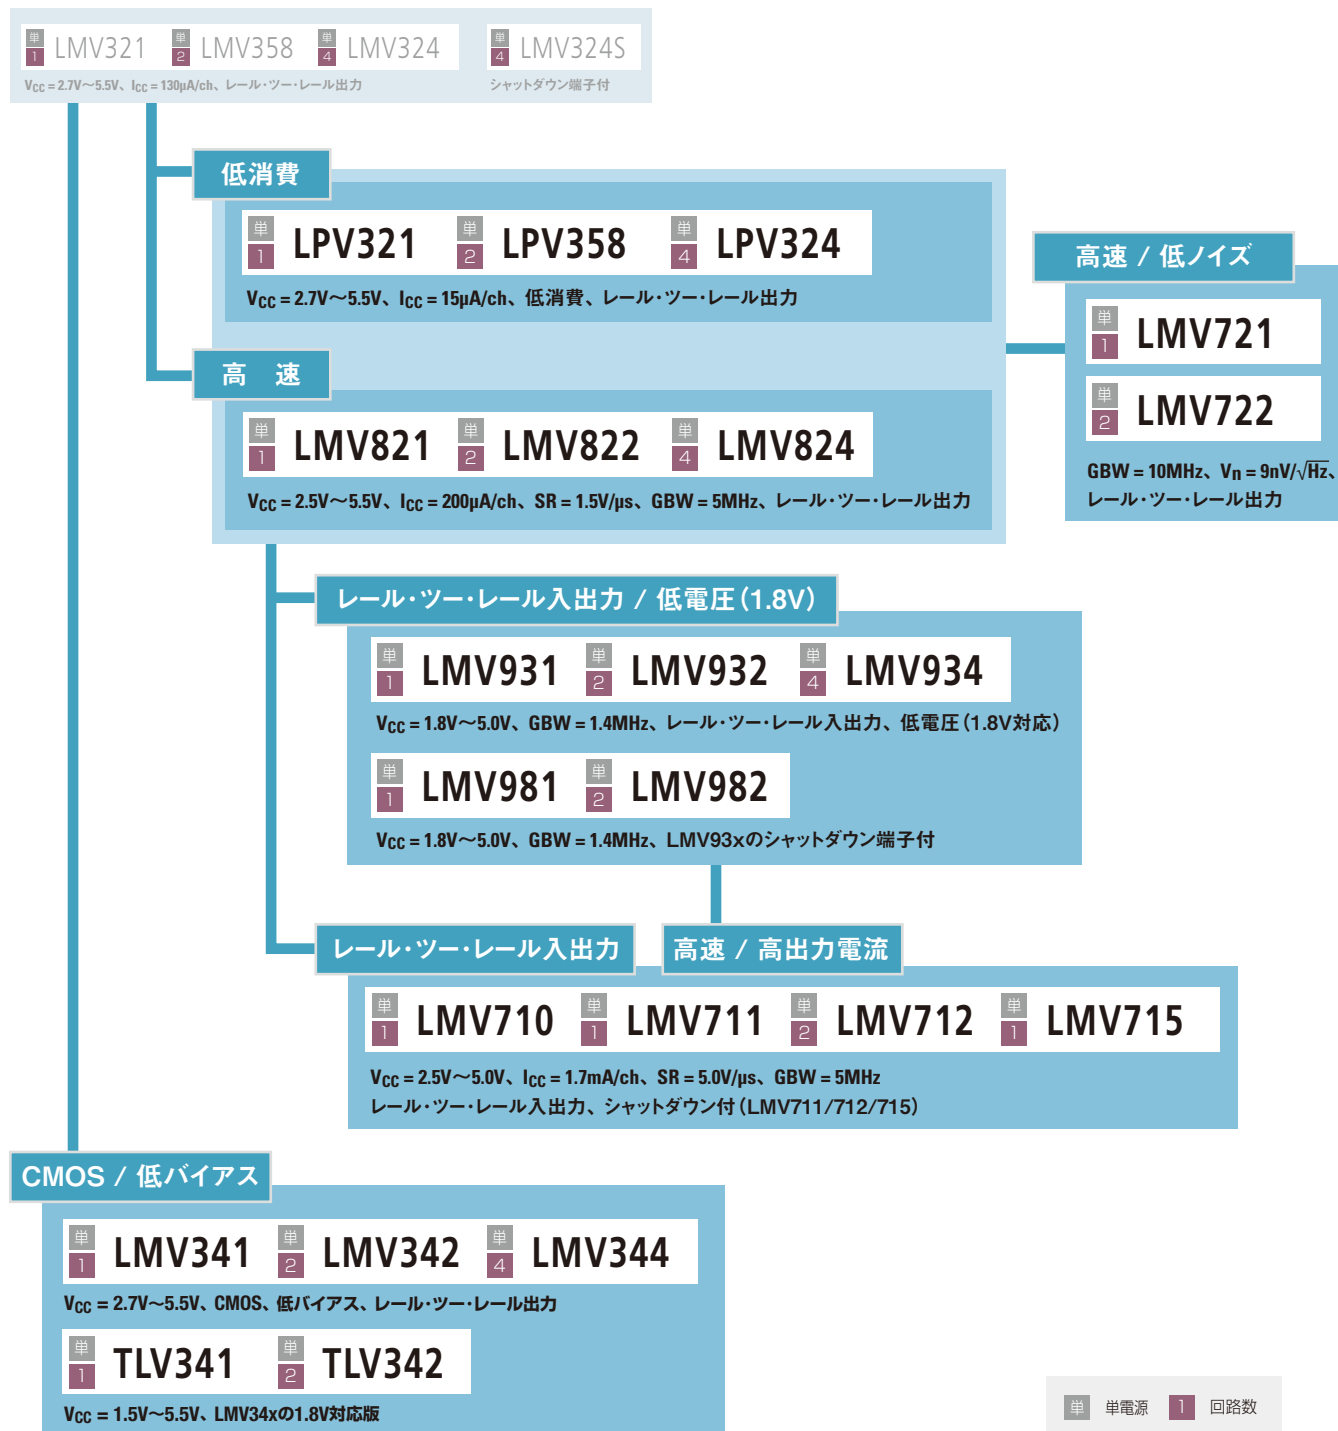 単 1 LMV321 単 2 LMV358 単 4 LMV324 単 4 LMV324S
VCC = 2.7V～5.5V、ICC = 130µA/ch、レール・ツー・レール出力 シャットダウン端子付
低消費
単 1 LPV321 単 2 LPV358 単 4 LPV324
VCC = 2.7V～5.5V、ICC = 15µA/ch、低消費、レール・ツー・レール出力
高速 / 低ノイズ
単 1 LMV721
単 2 LMV722
GBW = 10MHz、Vn = 9nV/√Hz、
レール・ツー・レール出力
高　速
単 1 LMV821 単 2 LMV822 単 4 LMV824
VCC = 2.5V～5.5V、ICC = 200µA/ch、SR = 1.5V/µs、GBW = 5MHz、レール・ツー・レール出力
レール・ツー・レール入出力 / 低電圧（1.8V）
単 1 LMV931 単 2 LMV932 単 4 LMV934
VCC = 1.8V～5.0V、GBW = 1.4MHz、レール・ツー・レール入出力、低電圧（1.8V対応）
単 1 LMV981 単 2 LMV982
VCC = 1.8V～5.0V、GBW = 1.4MHz、LMV93xのシャットダウン端子付
レール・ツー・レール入出力 高速 / 高出力電流
単 1 LMV710 単 1 LMV711 単 2 LMV712 単 1 LMV715
VCC = 2.5V～5.0V、ICC = 1.7mA/ch、SR = 5.0V/µs、GBW = 5MHz
レール・ツー・レール入出力、シャットダウン付（LMV711/712/715）
CMOS / 低バイアス
単 1 LMV341 単 2 LMV342 単 4 LMV344
VCC = 2.7V～5.5V、CMOS、低バイアス、レール・ツー・レール出力
単 1 TLV341 単 2 TLV342
VCC = 1.5V～5.5V、LMV34xの1.8V対応版
単 単電源 1 回路数